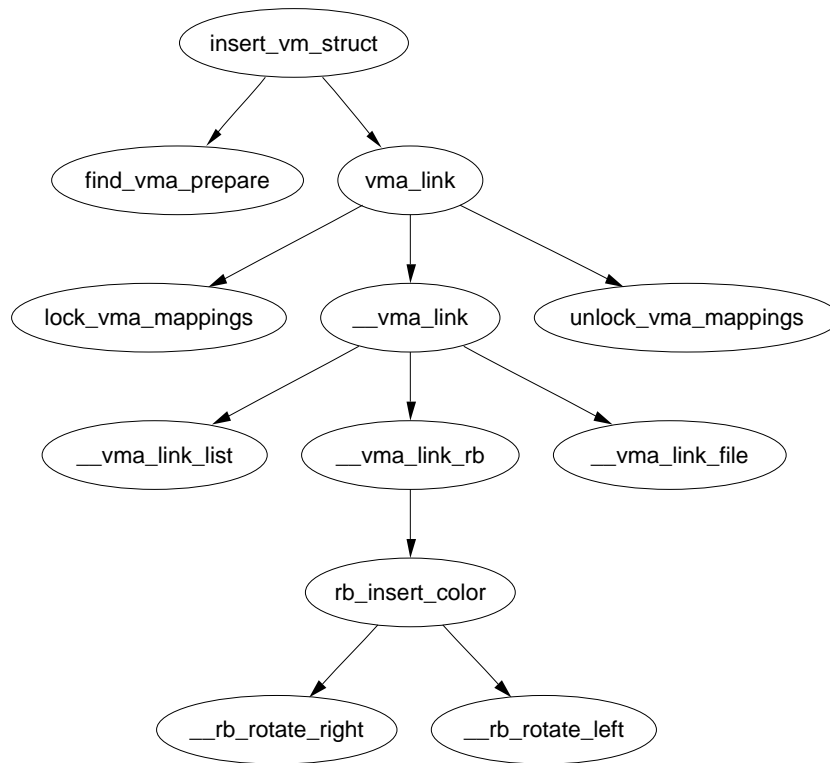 insert_vm_struct
find_vma_prepare
vma_link
lock_vma_mappings
__vma_link
unlock_vma_mappings
__vma_link_list
__vma_link_rb
__vma_link_file
rb_insert_color
__rb_rotate_right
__rb_rotate_left